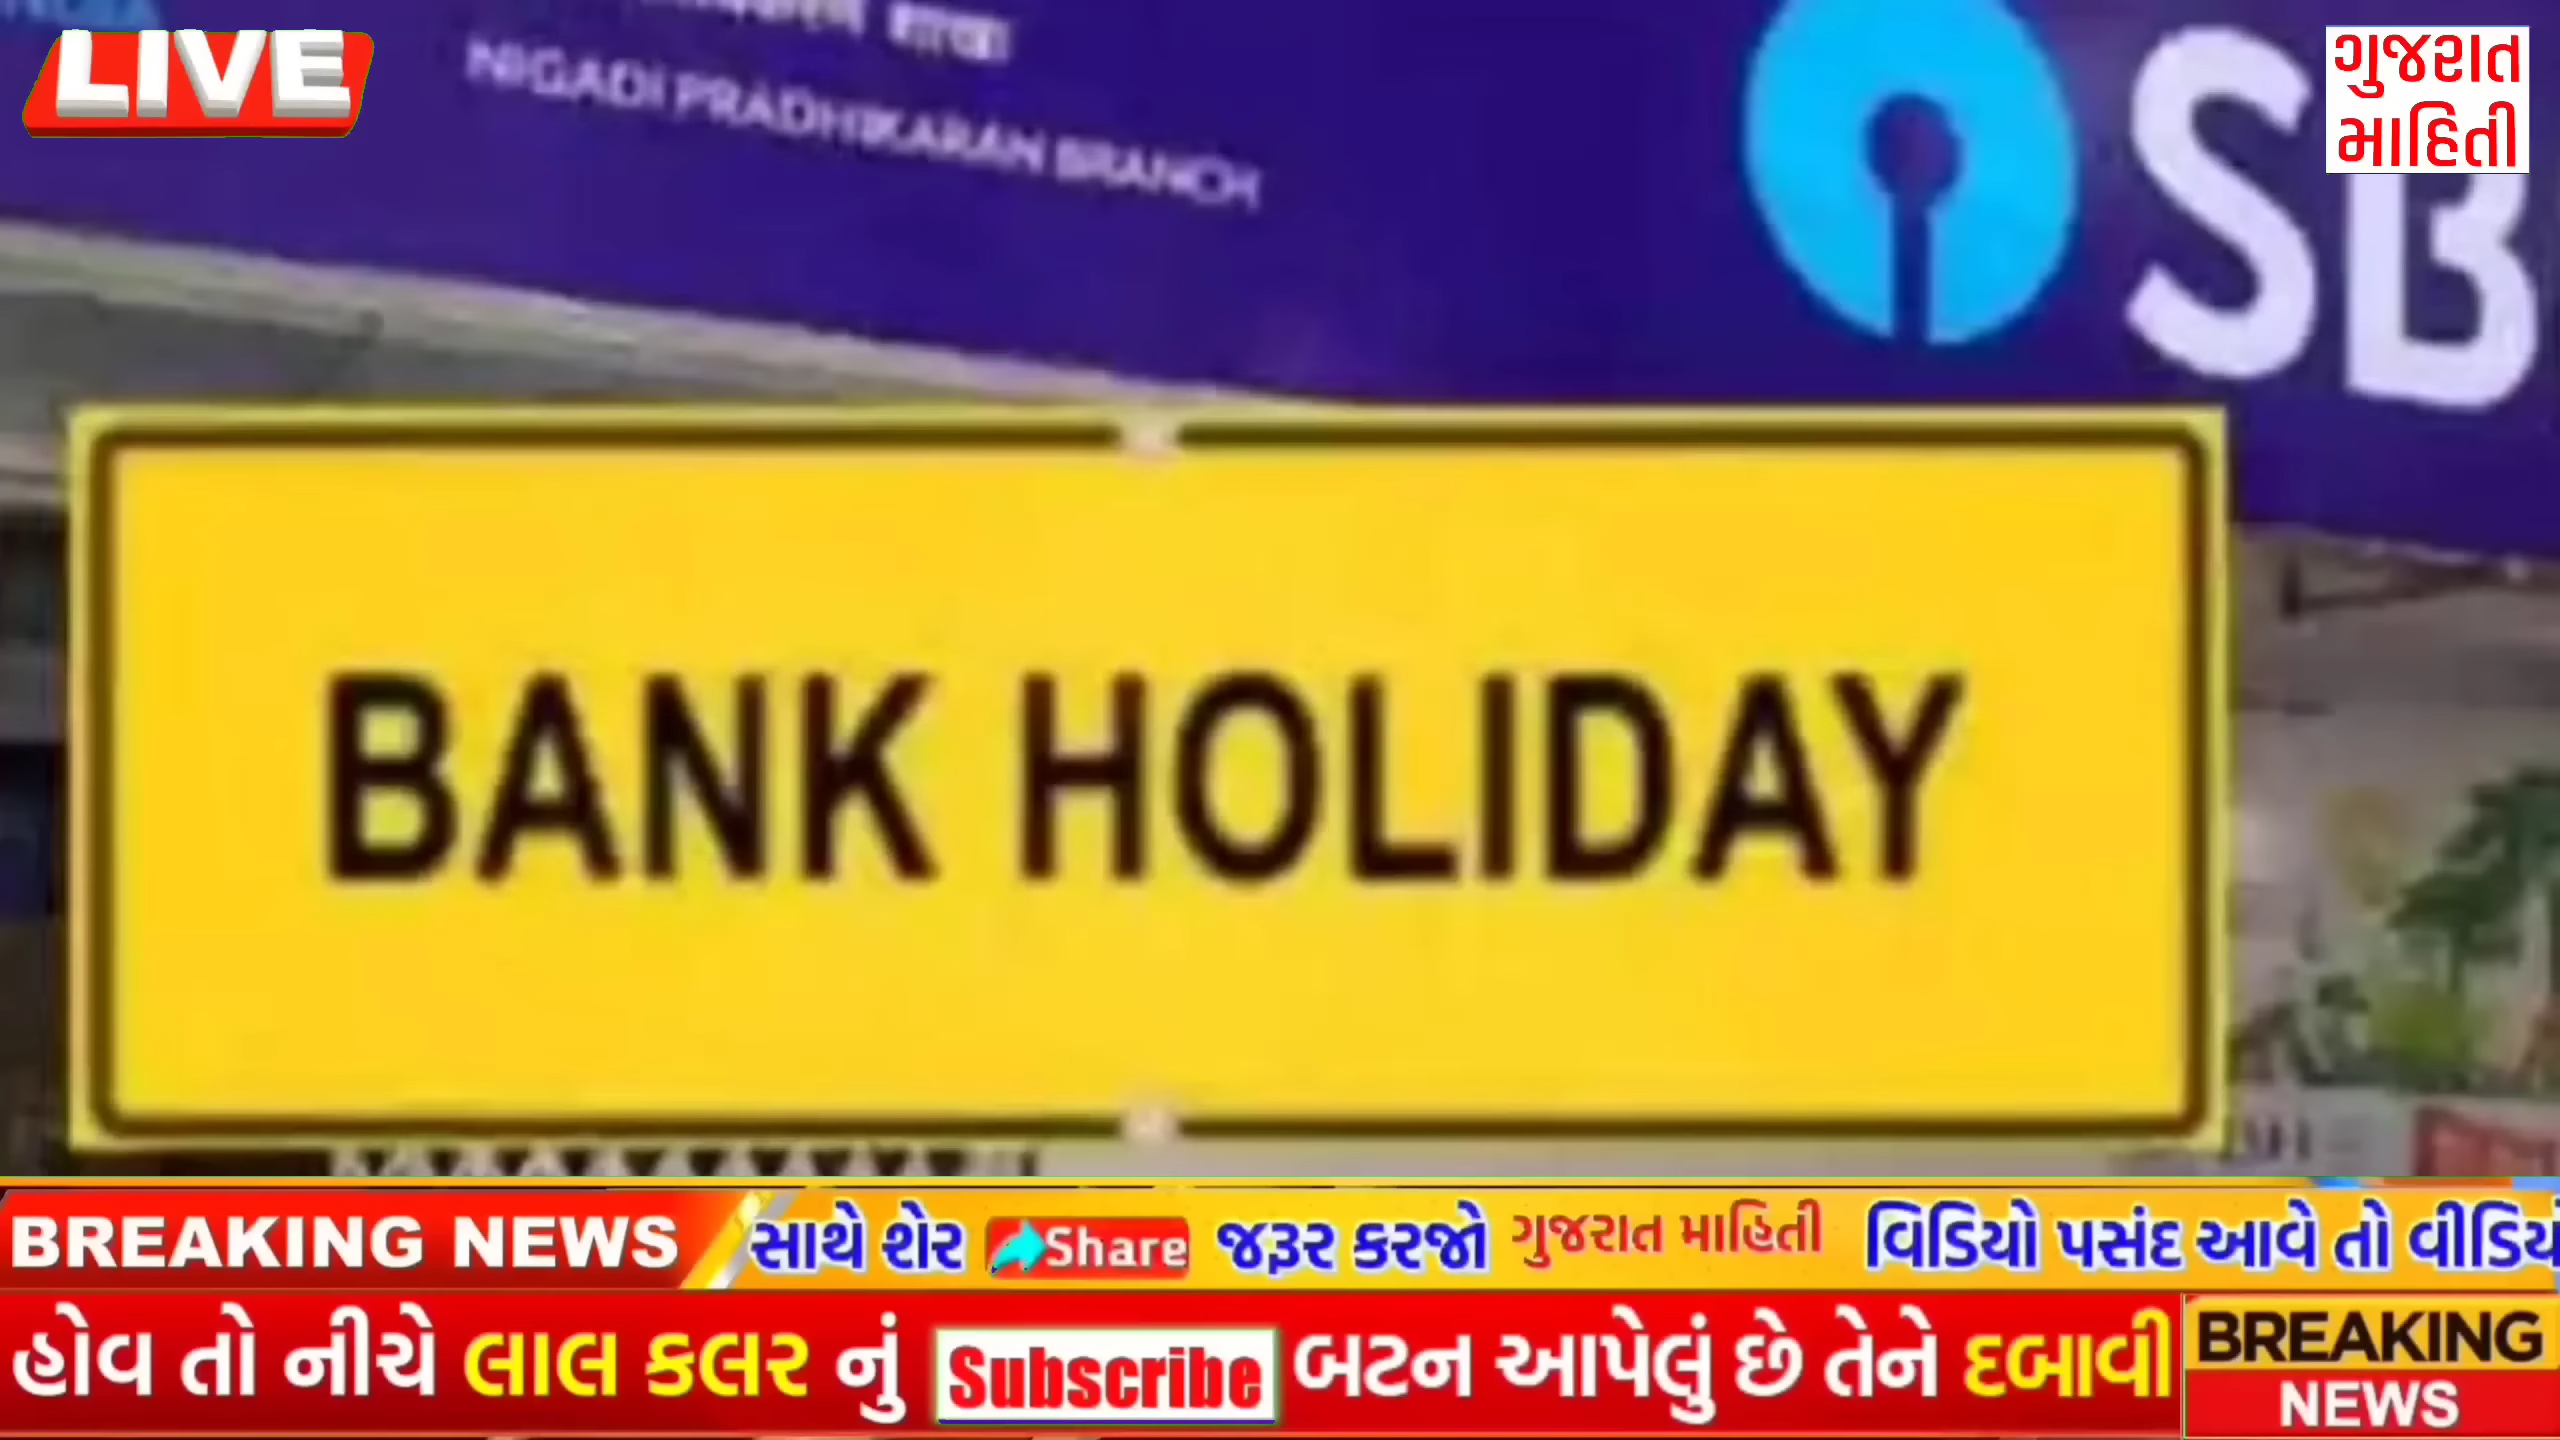 LIVE
शाखा
NIGADI PRADHIKARAN BRANCH
SB
ગુજરાત
માહિતી
BANK HOLIDAY
BREAKING NEWS સાથે શેર Share જરૂર કરજો ગુજરાત માહિતી વિડિયો પસંદ આવે તો વીડિયો
હોવ તો નીચે લાલ કલર નું Subscribe બટન આપેલું છે તેને દબાવી
BREAKING
NEWS